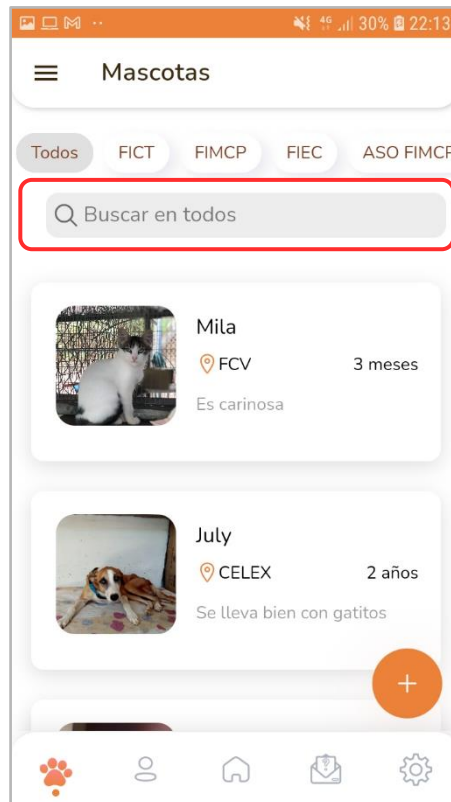 4G 30% 22:13
Mascotas
Todos FICT FIMCP FIEC ASO FIMCP
Buscar en todos
Mila
FCV 3 meses
Es carinosa
July
CELEX 2 años
Se lleva bien con gatitos
+